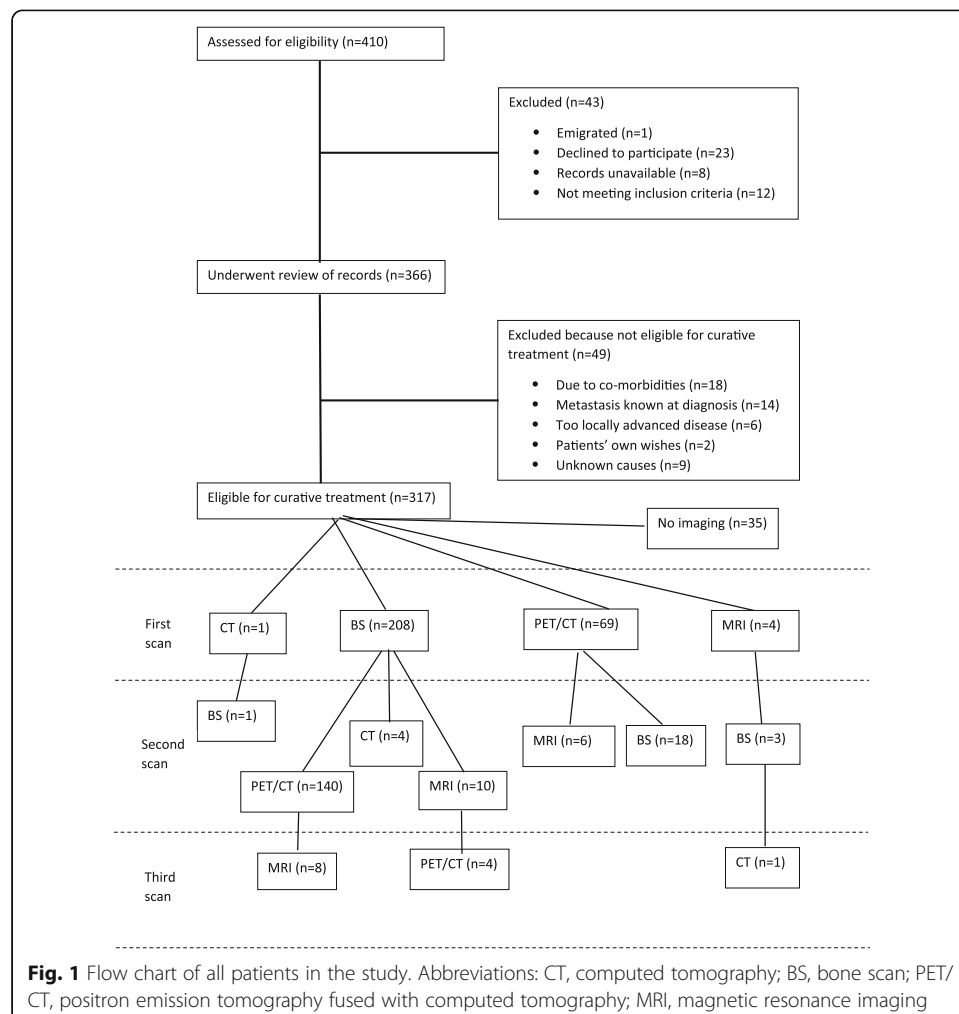 Assessed for eligibility (n=410)
Excluded (n=43)
• Emigrated (n=1)
• Declined to participate (n=23)
• Records unavailable (n=8)
• Not meeting inclusion criteria (n=12)
Underwent review of records (n=366)
Excluded because not eligible for curative
treatment (n=49)
• Due to co-morbidities (n=18)
• Metastasis known at diagnosis (n=14)
• Too locally advanced disease (n=6)
• Patients' own wishes (n=2)
• Unknown causes (n=9)
Eligible for curative treatment (n=317)
No imaging (n=35)
First
scan
CT (n=1)
BS (n=208)
PET/CT (n=69)
MRI (n=4)
Second
scan
BS (n=1)
CT (n=4)
MRI (n=6)
BS (n=18)
BS (n=3)
PET/CT (n=140)
MRI (n=10)
Third
scan
MRI (n=8)
PET/CT (n=4)
CT (n=1)
Fig. 1 Flow chart of all patients in the study. Abbreviations: CT, computed tomography; BS, bone scan; PET/
CT, positron emission tomography fused with computed tomography; MRI, magnetic resonance imaging